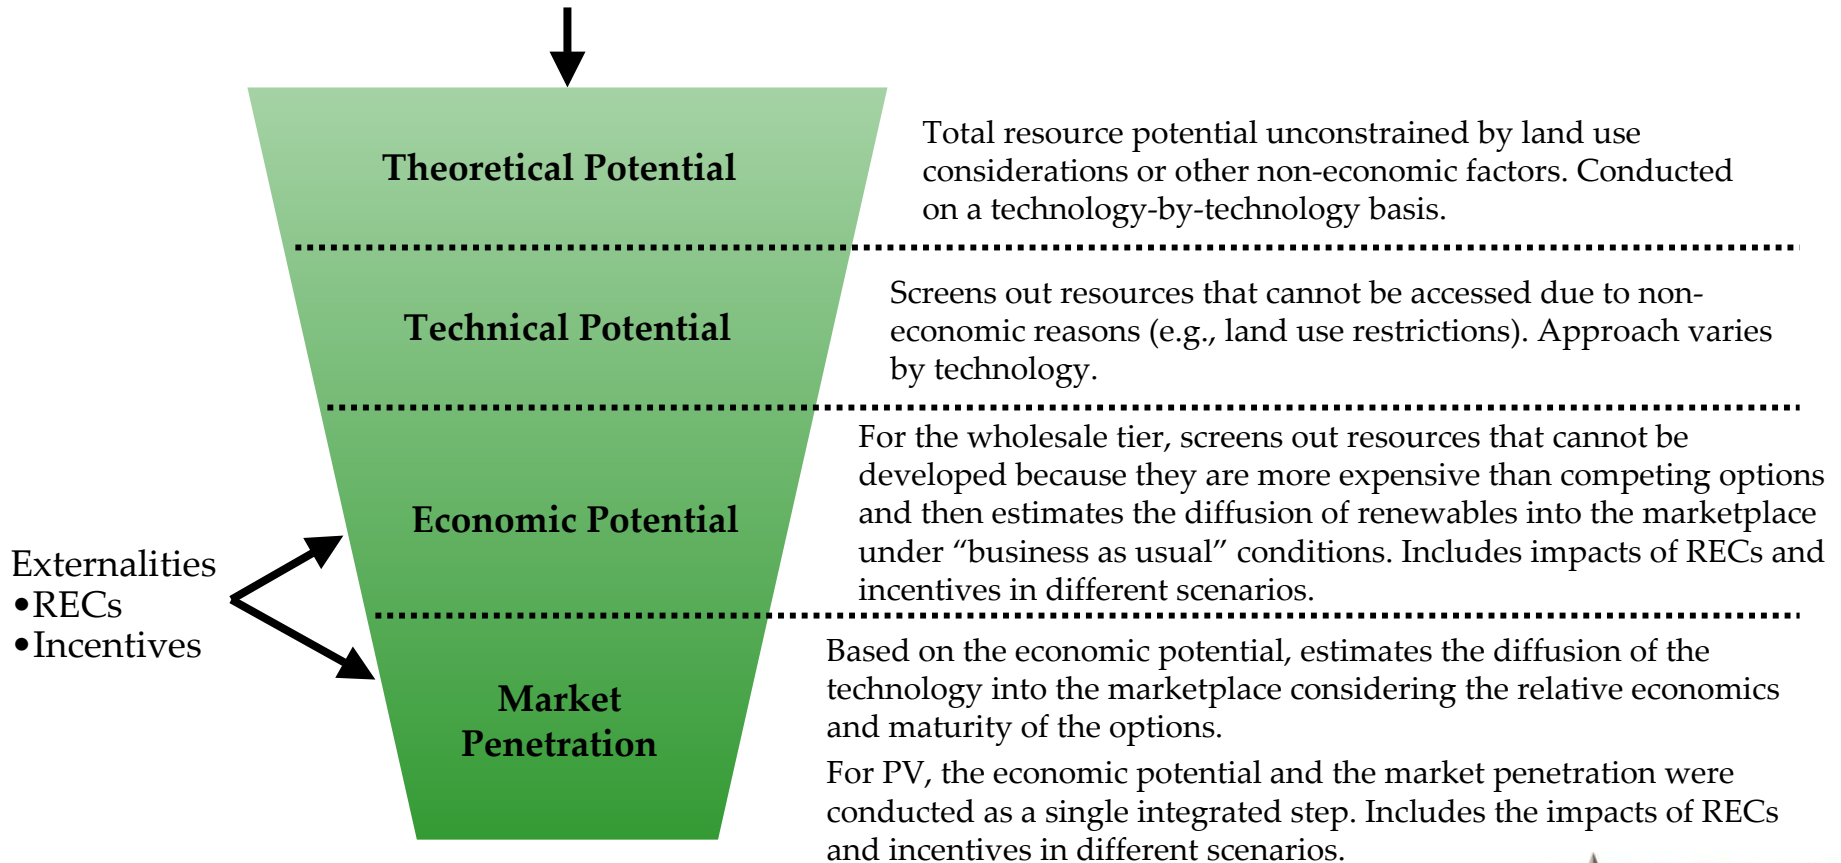 Theoretical Potential
Total resource potential unconstrained by land use
considerations or other non-economic factors. Conducted
on a technology-by-technology basis.
Technical Potential
Screens out resources that cannot be accessed due to non-
economic reasons (e.g., land use restrictions). Approach varies
by technology.
Economic Potential
For the wholesale tier, screens out resources that cannot be
developed because they are more expensive than competing options
and then estimates the diffusion of renewables into the marketplace
under “business as usual” conditions. Includes impacts of RECs and
incentives in different scenarios.
Externalities
•RECs
•Incentives
Market
Penetration
Based on the economic potential, estimates the diffusion of the
technology into the marketplace considering the relative economics
and maturity of the options.
For PV, the economic potential and the market penetration were
conducted as a single integrated step. Includes the impacts of RECs
and incentives in different scenarios.